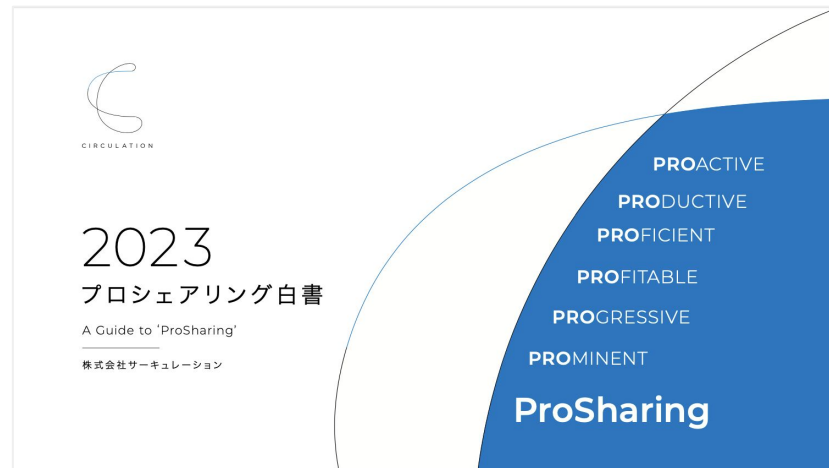 CIRCULATION
2023
プロシェアリング白書
A Guide to ‘ProSharing’
株式会社サーキュレーション
PROACTIVE
PRODUCTIVE
PROFICIENT
PROFITABLE
PROGRESSIVE
PROMINENT
ProSharing